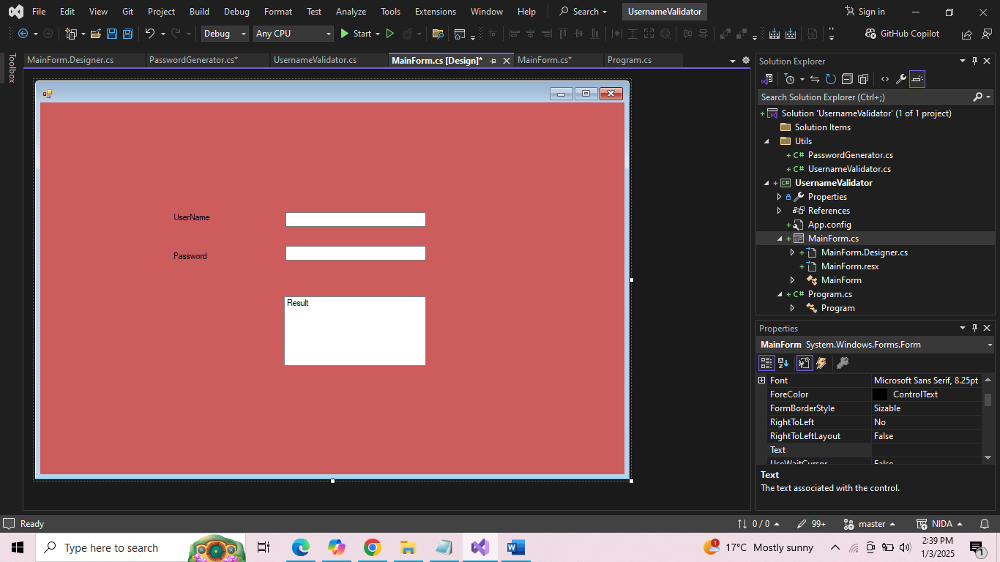 File Edit View Git Project Build Debug Format Test Analyze Tools Extensions Window Help Search UsernameValidator Sign in
Debug Any CPU Start GitHub Copilot
Toolbox
MainForm.Designer.cs PasswordGenerator.cs* UsernameValidator.cs MainForm.cs [Design]* MainForm.cs* Program.cs
UserName
Password
Result
Solution Explorer
Search Solution Explorer (Ctrl+;)
Solution 'UsernameValidator' (1 of 1 project)
Solution Items
Utils
C# PasswordGenerator.cs
C# UsernameValidator.cs
C# UsernameValidator
Properties
References
App.config
MainForm.cs
MainForm.Designer.cs
MainForm.resx
MainForm
C# Program.cs
Program
Properties
MainForm System.Windows.Forms.Form
Font Microsoft Sans Serif, 8.25pt
ForeColor ControlText
FormBorderStyle Sizable
RightToLeft No
RightToLeftLayout False
Text
UseWaitCursor False
Text
The text associated with the control.
Ready 0 / 0 99+ master NIDA
Type here to search 1 17°C Mostly sunny 2:39 PM
1/3/2025 1